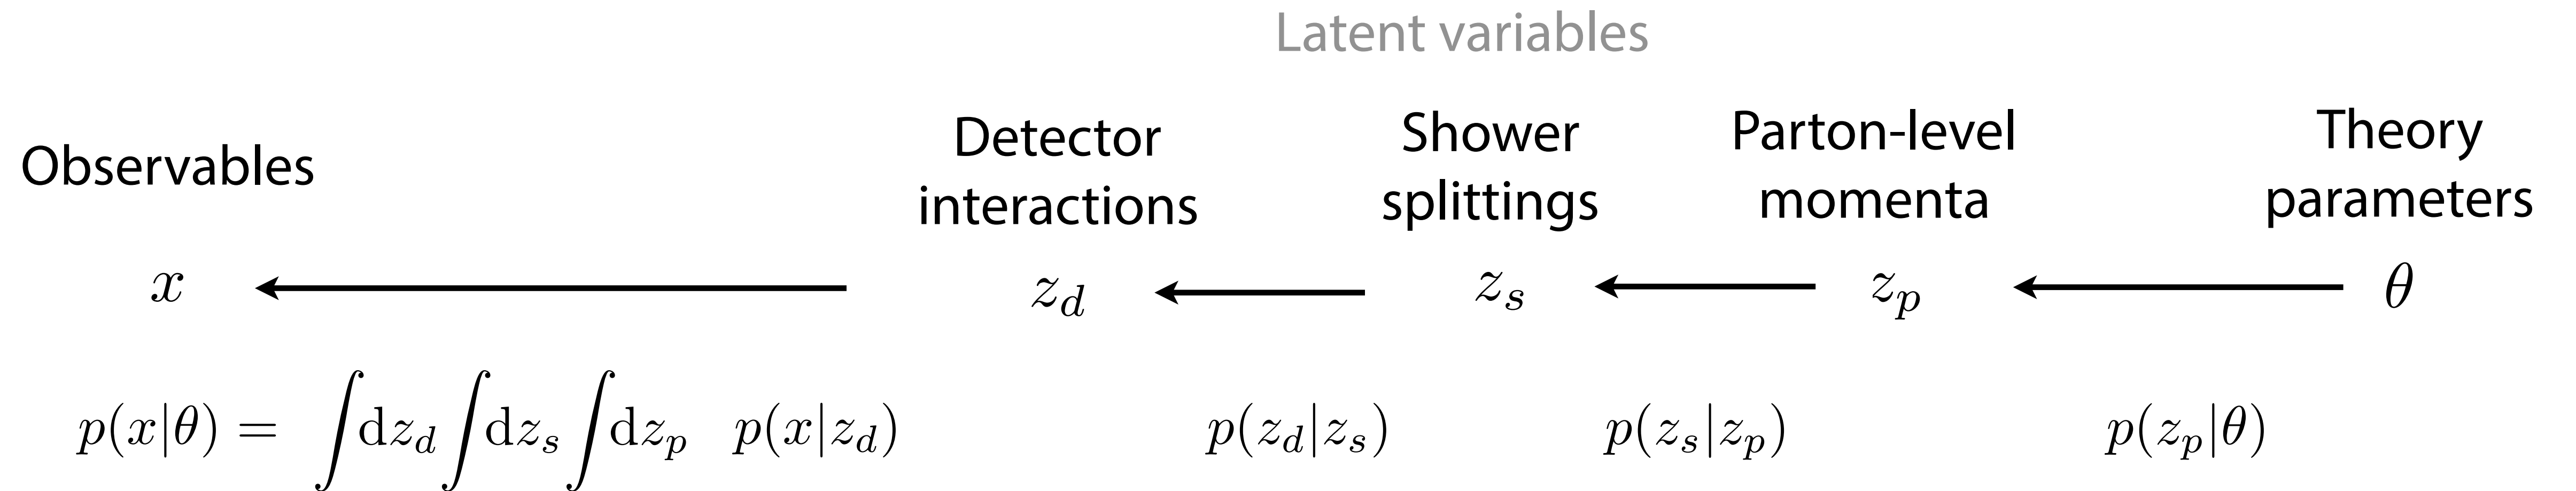 Latent variables
Observables
Detector
interactions
Shower
splittings
Parton-level
momenta
Theory
parameters
x ← z_d ← z_s ← z_p ← θ
p(x|θ) = ∫dz_d ∫dz_s ∫dz_p p(x|z_d) p(z_d|z_s) p(z_s|z_p) p(z_p|θ)